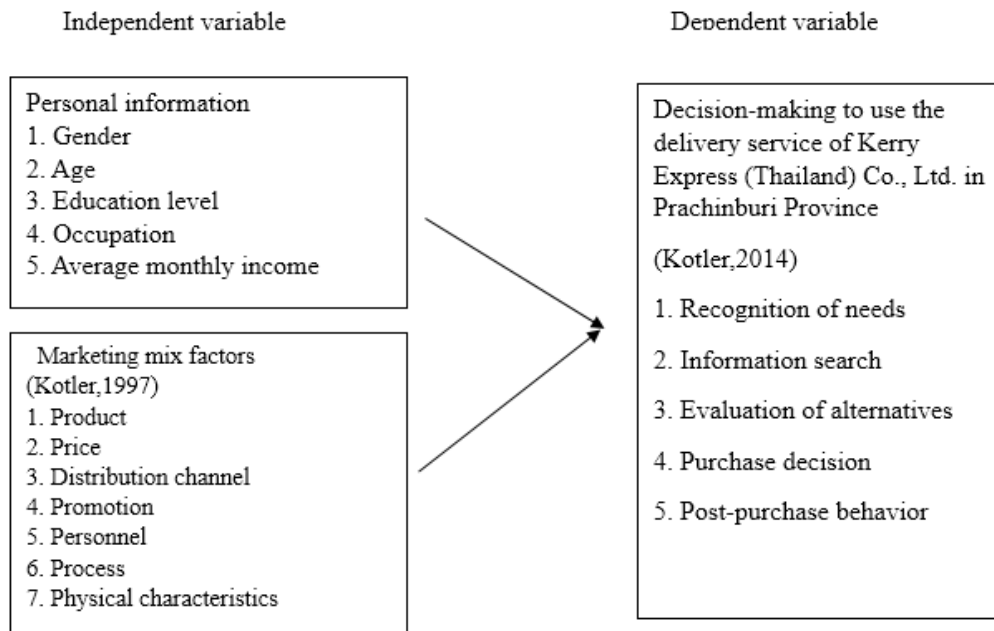 Independent variable
Dependent variable
Personal information
1. Gender
2. Age
3. Education level
4. Occupation
5. Average monthly income
Marketing mix factors
(Kotler,1997)
1. Product
2. Price
3. Distribution channel
4. Promotion
5. Personnel
6. Process
7. Physical characteristics
Decision-making to use the
delivery service of Kerry
Express (Thailand) Co., Ltd. in
Prachinburi Province
(Kotler,2014)
1. Recognition of needs
2. Information search
3. Evaluation of alternatives
4. Purchase decision
5. Post-purchase behavior